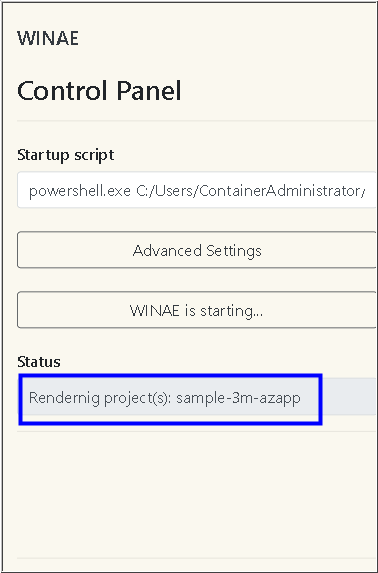 WINAE
Control Panel
Startup script
powershell.exe C:/Users/ContainerAdministrator/
Advanced Settings
WINAE is starting...
Status
Rendernig project(s): sample-3m-azapp